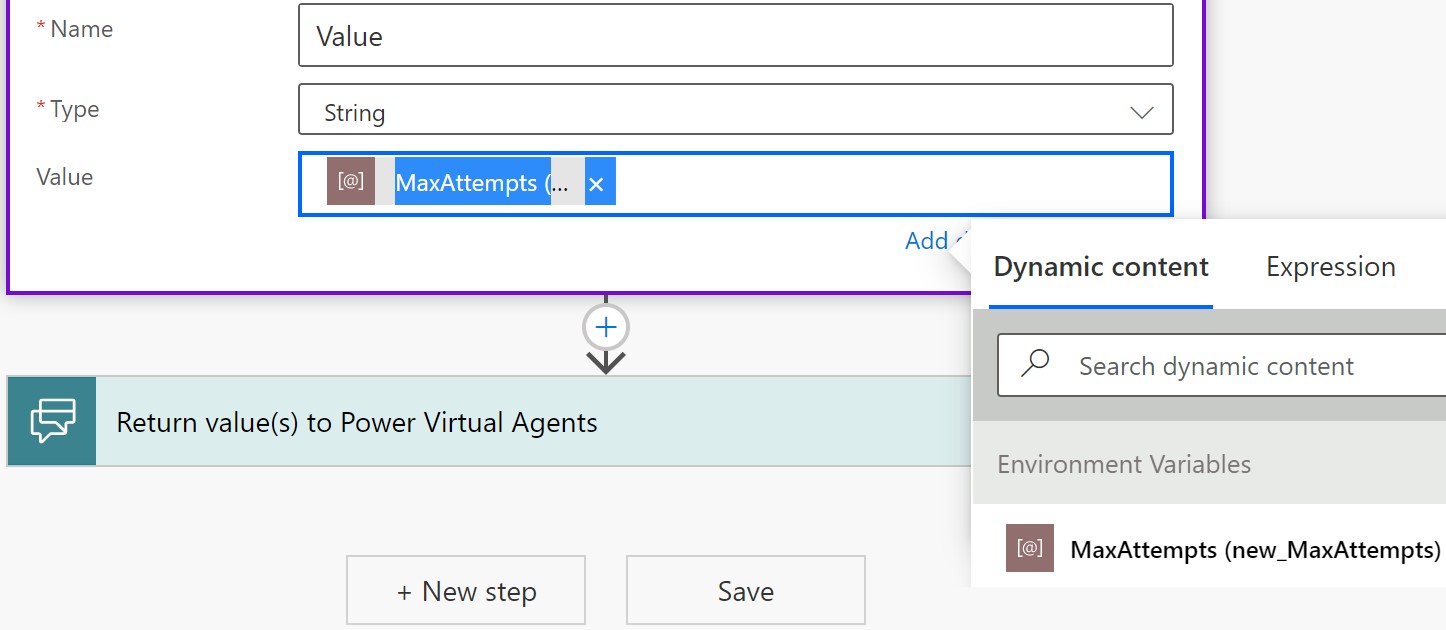 * Name
Value
* Type
String
Value
[@] MaxAttempts (... ×
Add
Dynamic content
Expression
Search dynamic content
Return value(s) to Power Virtual Agents
Environment Variables
[@] MaxAttempts (new_MaxAttempts)
+ New step
Save